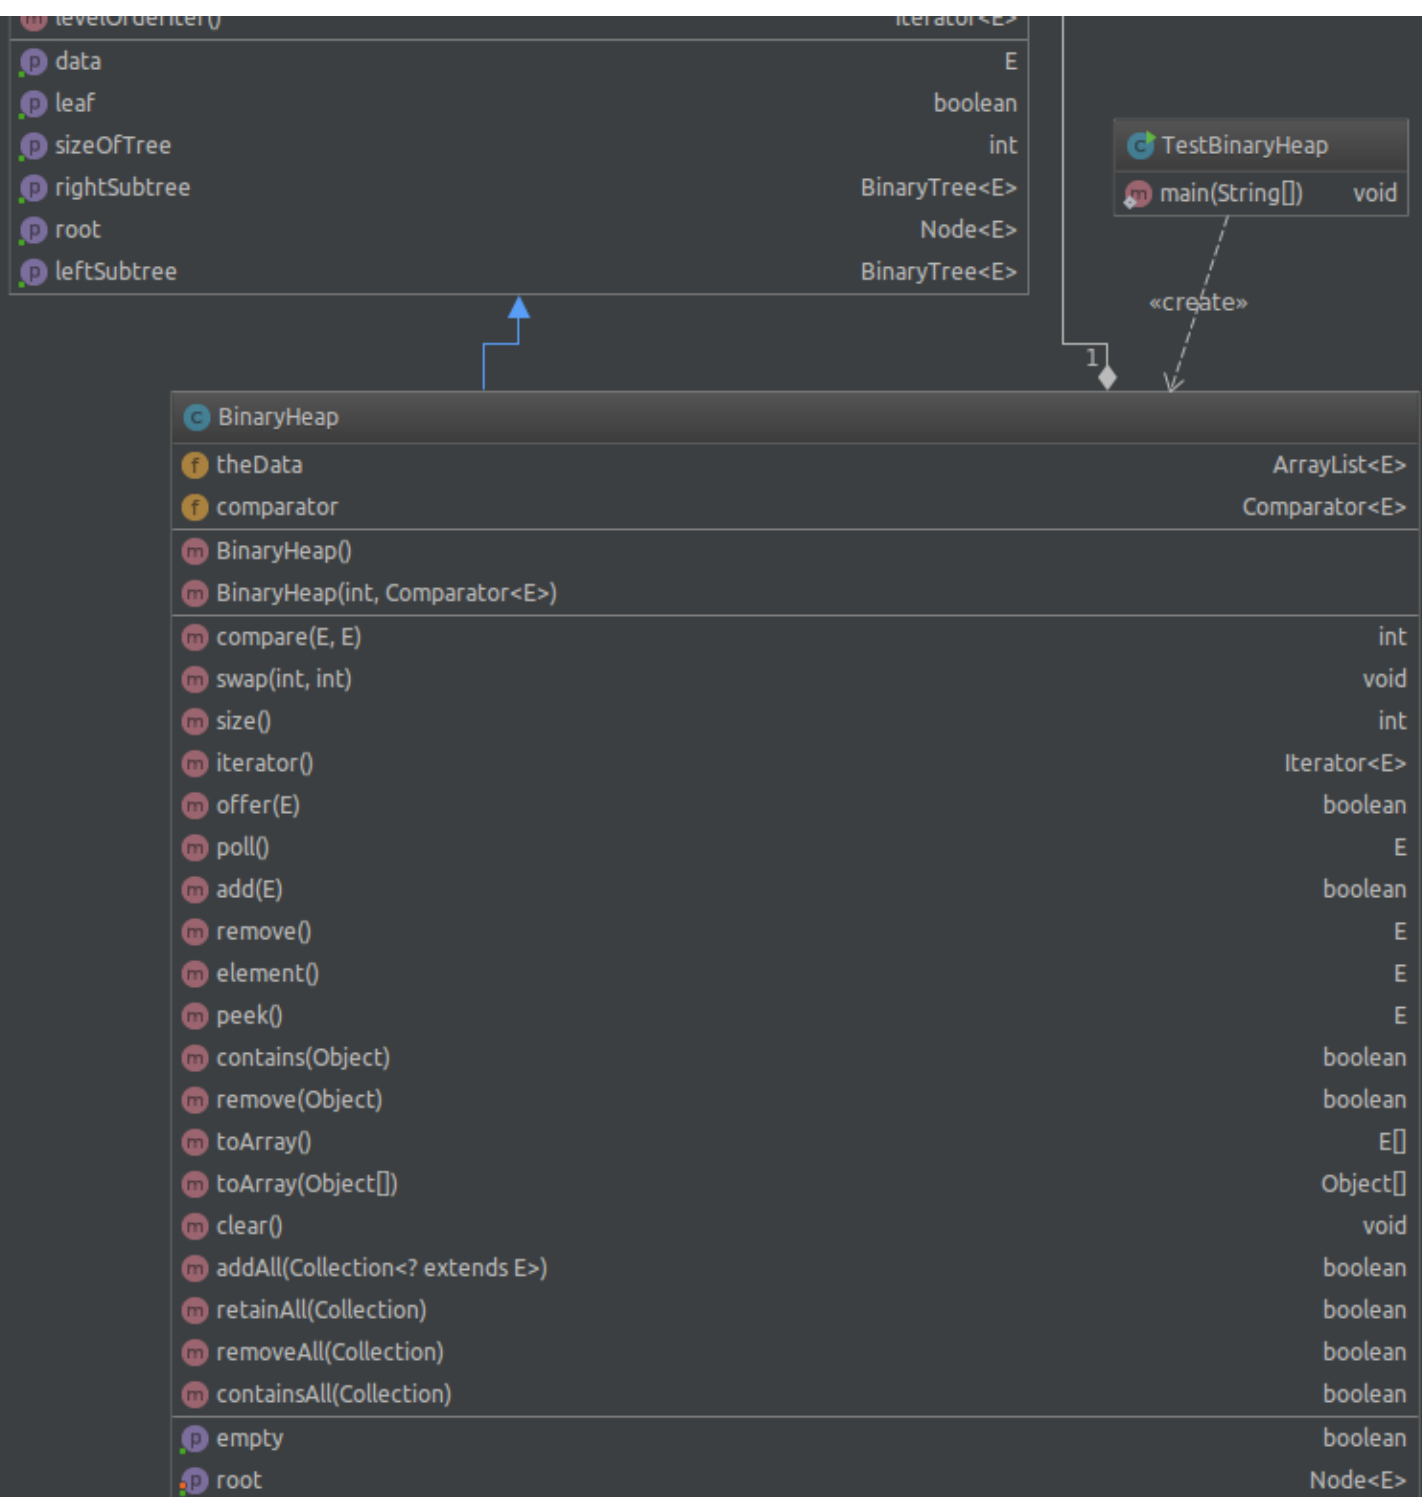 levelOrderIter() Iterator<E>
data E
leaf boolean
sizeOfTree int
rightSubtree BinaryTree<E>
root Node<E>
leftSubtree BinaryTree<E>
TestBinaryHeap
main(String[]) void
«create»
1
BinaryHeap
theData ArrayList<E>
comparator Comparator<E>
BinaryHeap()
BinaryHeap(int, Comparator<E>)
compare(E, E) int
swap(int, int) void
size() int
iterator() Iterator<E>
offer(E) boolean
poll() E
add(E) boolean
remove() E
element() E
peek() E
contains(Object) boolean
remove(Object) boolean
toArray() E[]
toArray(Object[]) Object[]
clear() void
addAll(Collection<? extends E>) boolean
retainAll(Collection) boolean
removeAll(Collection) boolean
containsAll(Collection) boolean
empty boolean
root Node<E>